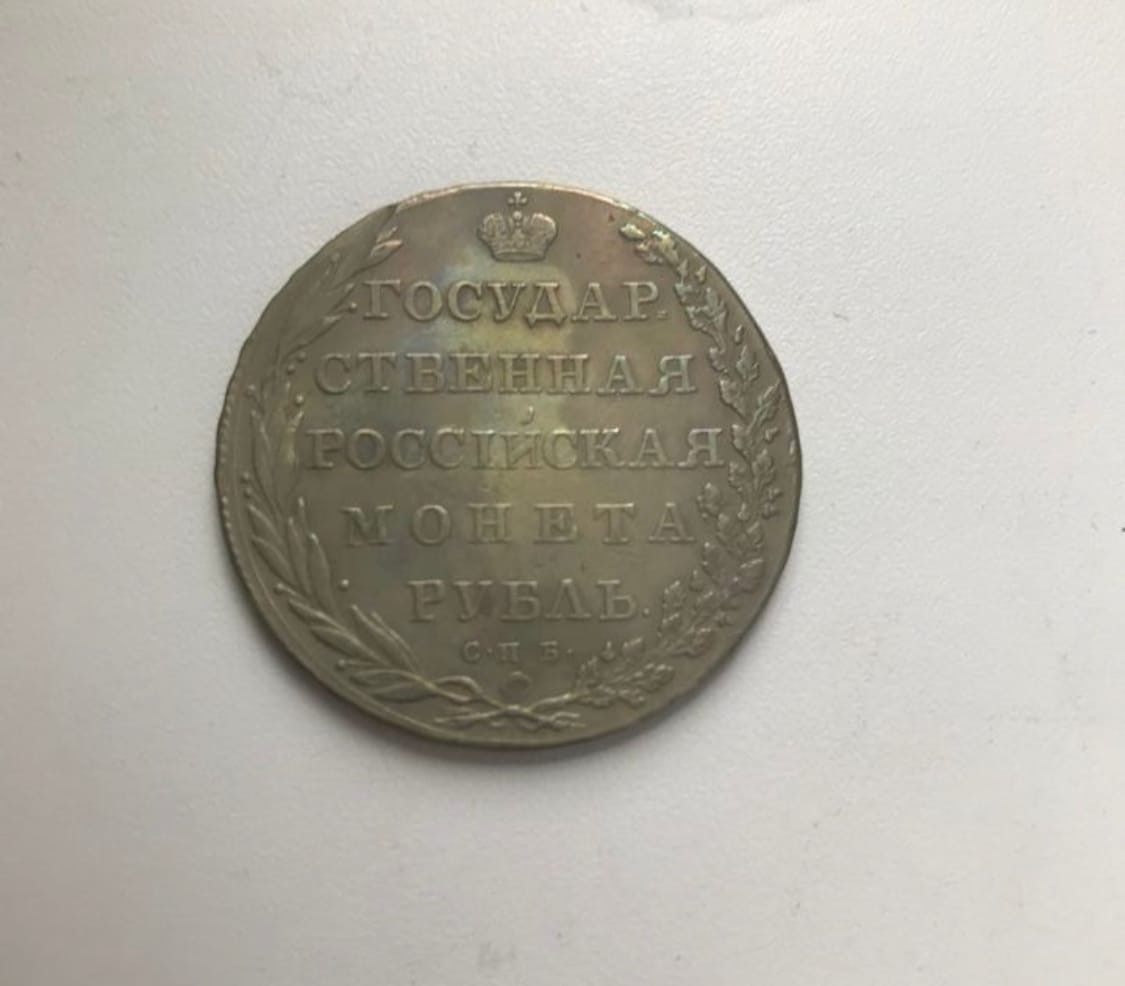 ГОСУДАР.
СТВЕННАЯ
РОССІЙСКАЯ
МОНЕТА
РУБЛЬ.
С·П Б·